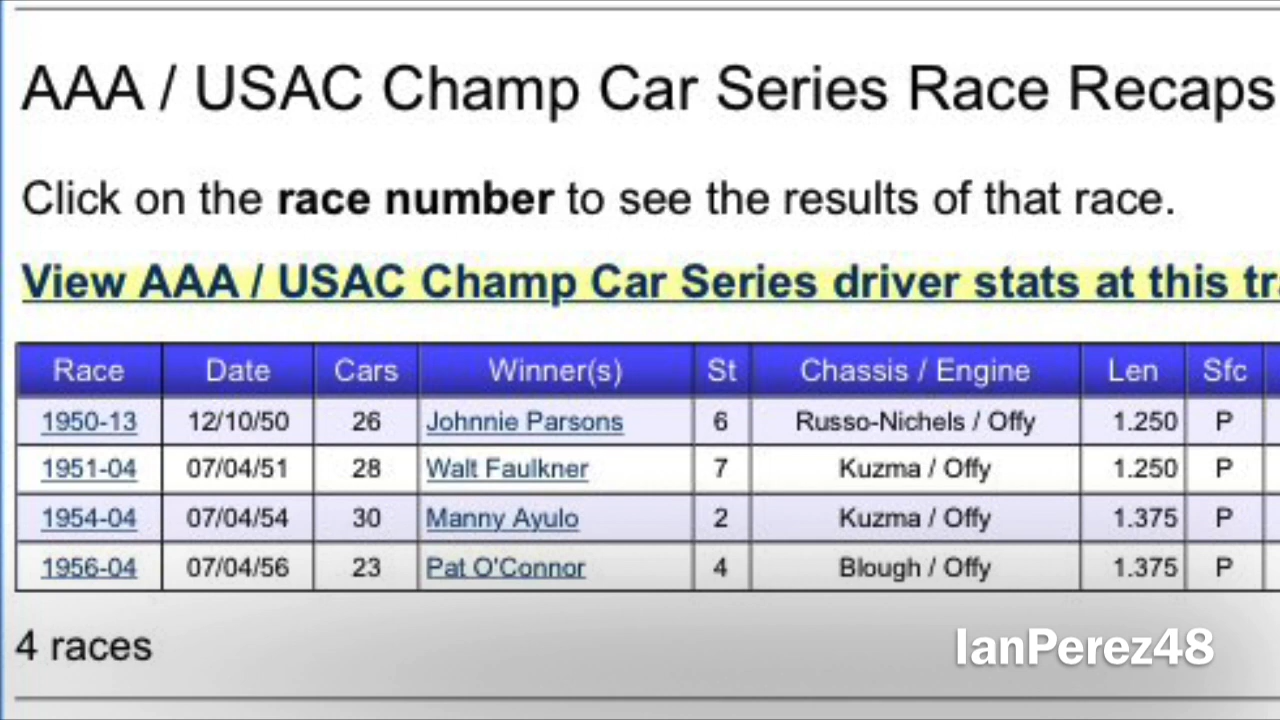 AAA / USAC Champ Car Series Race Recaps
Click on the race number to see the results of that race.
View AAA / USAC Champ Car Series driver stats at this
Race Date Cars Winner(s) St Chassis / Engine Len Sfc
1950-13 12/10/50 26 Johnnie Parsons 6 Russo-Nichels / Offy 1.250 P
1951-04 07/04/51 28 Walt Faulkner 7 Kuzma / Offy 1.250 P
1954-04 07/04/54 30 Manny Ayulo 2 Kuzma / Offy 1.375 P
1956-04 07/04/56 23 Pat O'Connor 4 Blough / Offy 1.375 P
4 races
IanPerez48